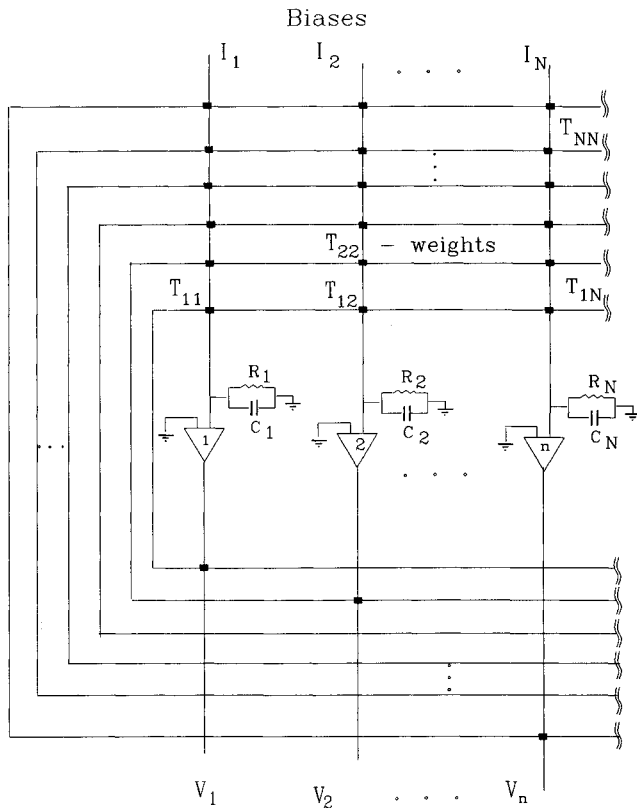 Biases
I1 I2 . . . IN
TNN
T22 - weights
T11 T12 T1N
R1 R2 RN
C1 C2 CN
1 2 n
V1 V2 . . . Vn